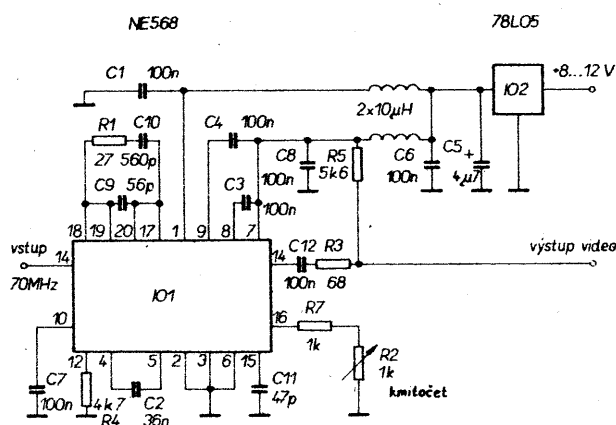 NE568
78L05
C1
100n
+8...12 V
IO2
2×10µH
R1
C10
27
560p
C4
100n
C9
56p
C8
100n
R5
5k6
C6
100n
C5
+
4µ7
C3
100n
18
19
20
17
1
9
8
7
vstup
14
70MHz
IO1
14
C12
100n
R3
68
výstup video
10
16
R7
1k
R2
1k
kmitočet
12
4
5
2
3
6
15
C7
100n
4k7
R4
C2
36n
C11
47p